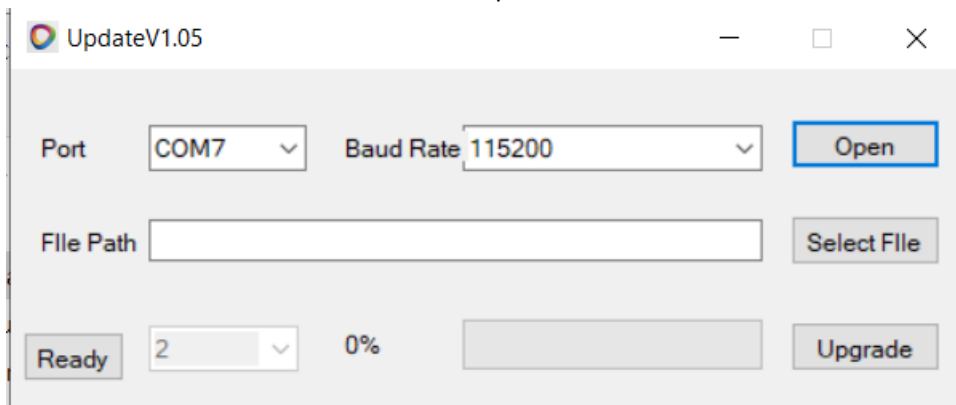 UpdateV1.05
Port COM7 Baud Rate 115200 Open
FIle Path Select FIle
Ready 2 0% Upgrade